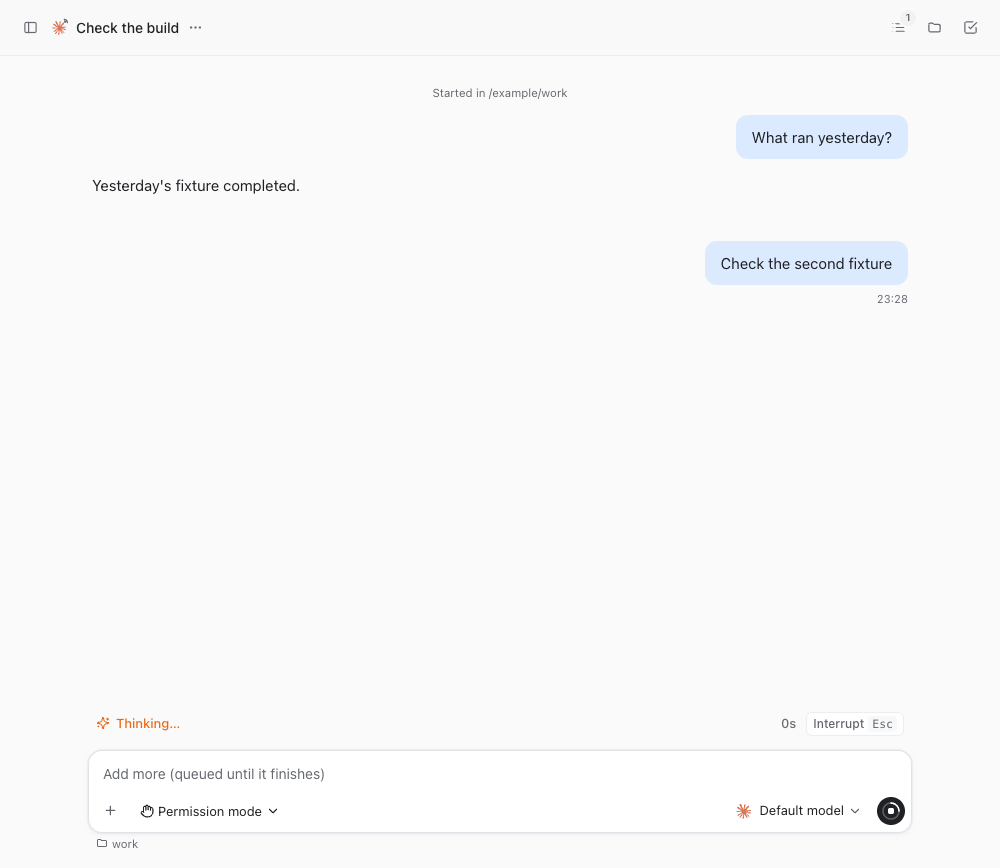 Check the build
1
Started in /example/work
What ran yesterday?
Yesterday's fixture completed.
Check the second fixture
23:28
Thinking...
0s Interrupt Esc
Add more (queued until it finishes)
Permission mode
Default model
work